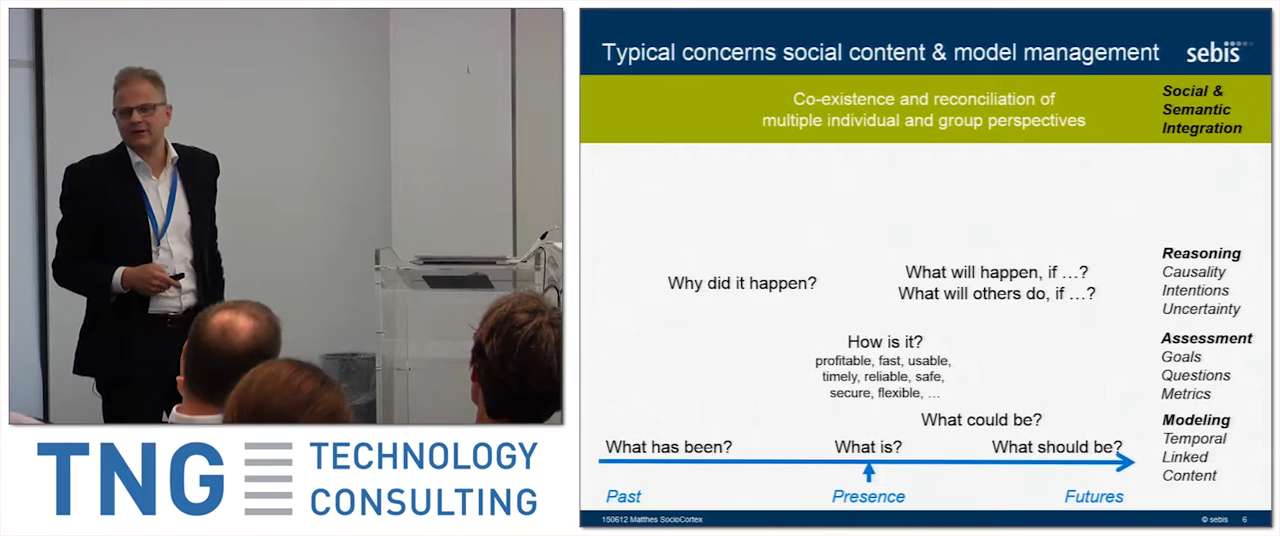 Typical concerns social content & model management
sebis
Co-existence and reconciliation of
multiple individual and group perspectives
Social &
Semantic
Integration
Why did it happen?
What will happen, if …?
What will others do, if …?
Reasoning
Causality
Intentions
Uncertainty
How is it?
profitable, fast, usable,
timely, reliable, safe,
secure, flexible, …
Assessment
Goals
Questions
Metrics
What could be?
What has been?
What is?
What should be?
Modeling
Temporal
Linked
Content
Past
Presence
Futures
150612 Matthes SocioCortex
© sebis
6
TNG
TECHNOLOGY
CONSULTING